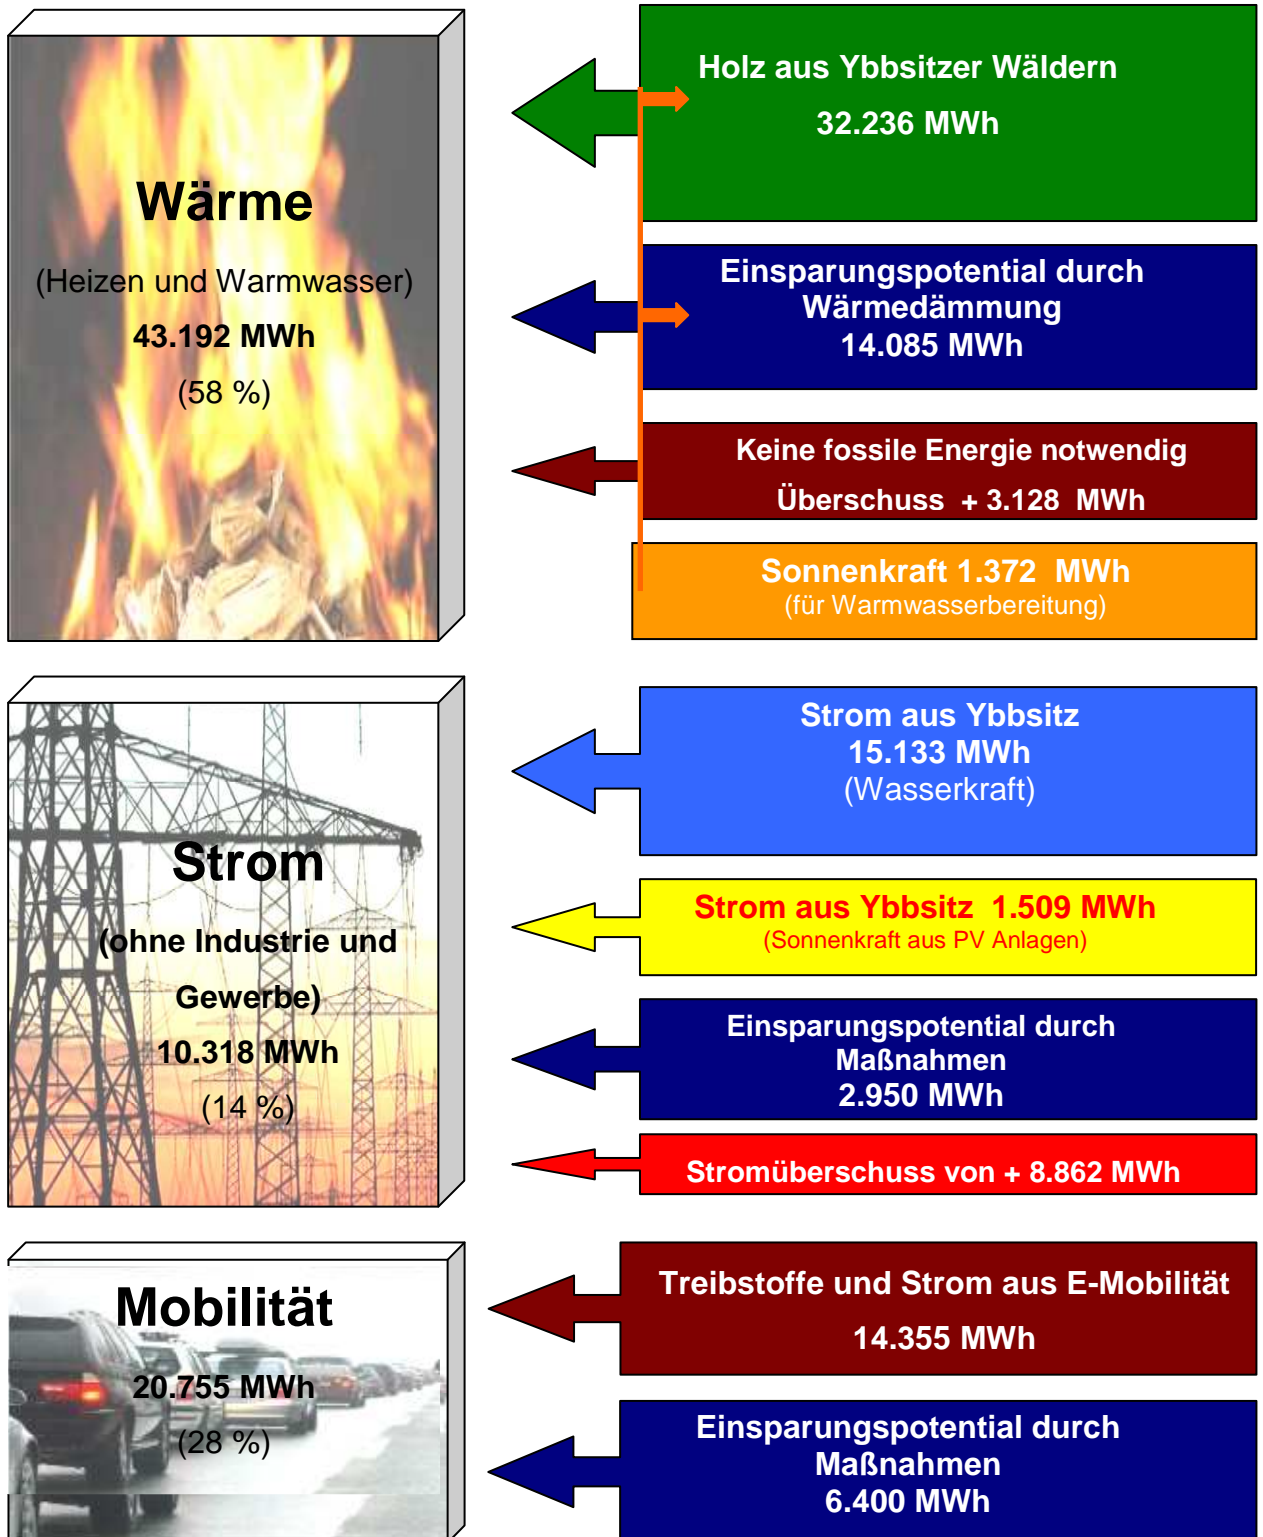 Wärme
(Heizen und Warmwasser)
43.192 MWh
(58 %)
Holz aus Ybbsitzer Wäldern
32.236 MWh
Einsparungspotential durch
Wärmedämmung
14.085 MWh
Keine fossile Energie notwendig
Überschuss + 3.128 MWh
Sonnenkraft 1.372 MWh
(für Warmwasserbereitung)
Strom
(ohne Industrie und
Gewerbe)
10.318 MWh
(14 %)
Strom aus Ybbsitz
15.133 MWh
(Wasserkraft)
Strom aus Ybbsitz 1.509 MWh
(Sonnenkraft aus PV Anlagen)
Einsparungspotential durch
Maßnahmen
2.950 MWh
Stromüberschuss von + 8.862 MWh
Mobilität
20.755 MWh
(28 %)
Treibstoffe und Strom aus E-Mobilität
14.355 MWh
Einsparungspotential durch
Maßnahmen
6.400 MWh